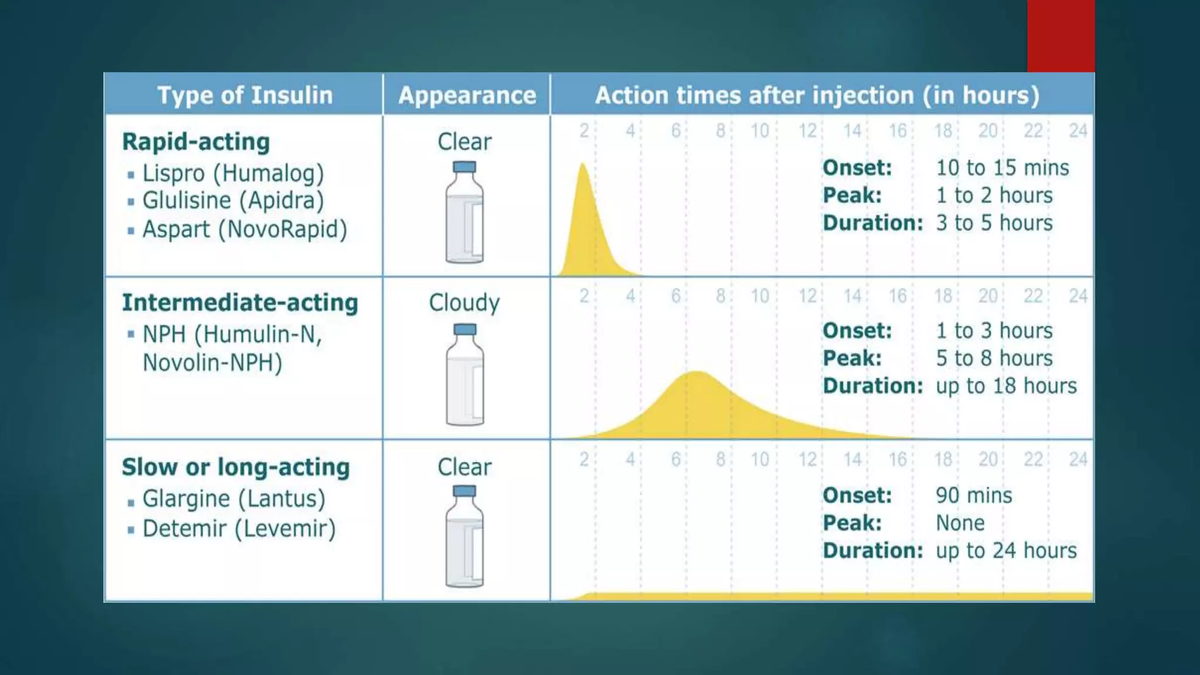 Type of Insulin
Appearance
Action times after injection (in hours)
Rapid-acting
▪ Lispro (Humalog)
▪ Glulisine (Apidra)
▪ Aspart (NovoRapid)
Clear
2 4 6 8 10 12 14 16 18 20 22 24
Onset: 10 to 15 mins
Peak: 1 to 2 hours
Duration: 3 to 5 hours
Intermediate-acting
▪ NPH (Humulin-N,
Novolin-NPH)
Cloudy
2 4 6 8 10 12 14 16 18 20 22 24
Onset: 1 to 3 hours
Peak: 5 to 8 hours
Duration: up to 18 hours
Slow or long-acting
▪ Glargine (Lantus)
▪ Detemir (Levemir)
Clear
2 4 6 8 10 12 14 16 18 20 22 24
Onset: 90 mins
Peak: None
Duration: up to 24 hours